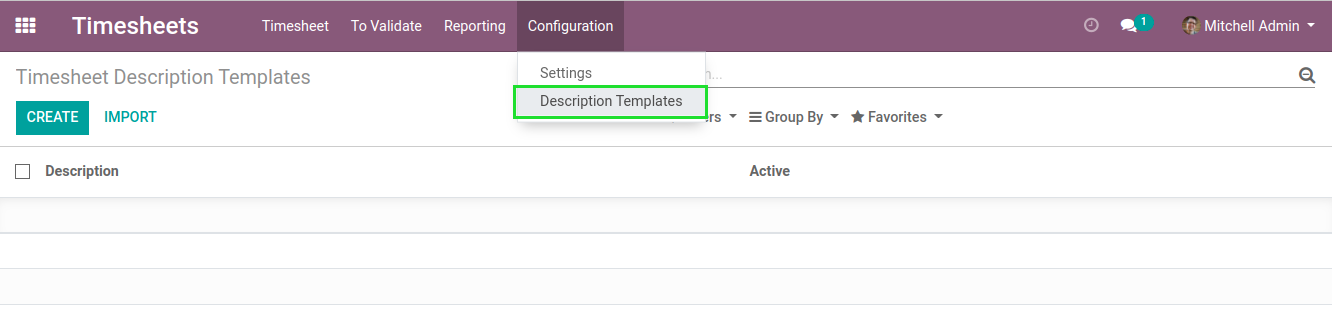 Timesheets Timesheet To Validate Reporting Configuration 1 Mitchell Admin
Timesheet Description Templates
Settings
Description Templates
CREATE IMPORT Group By Favorites
Description Active